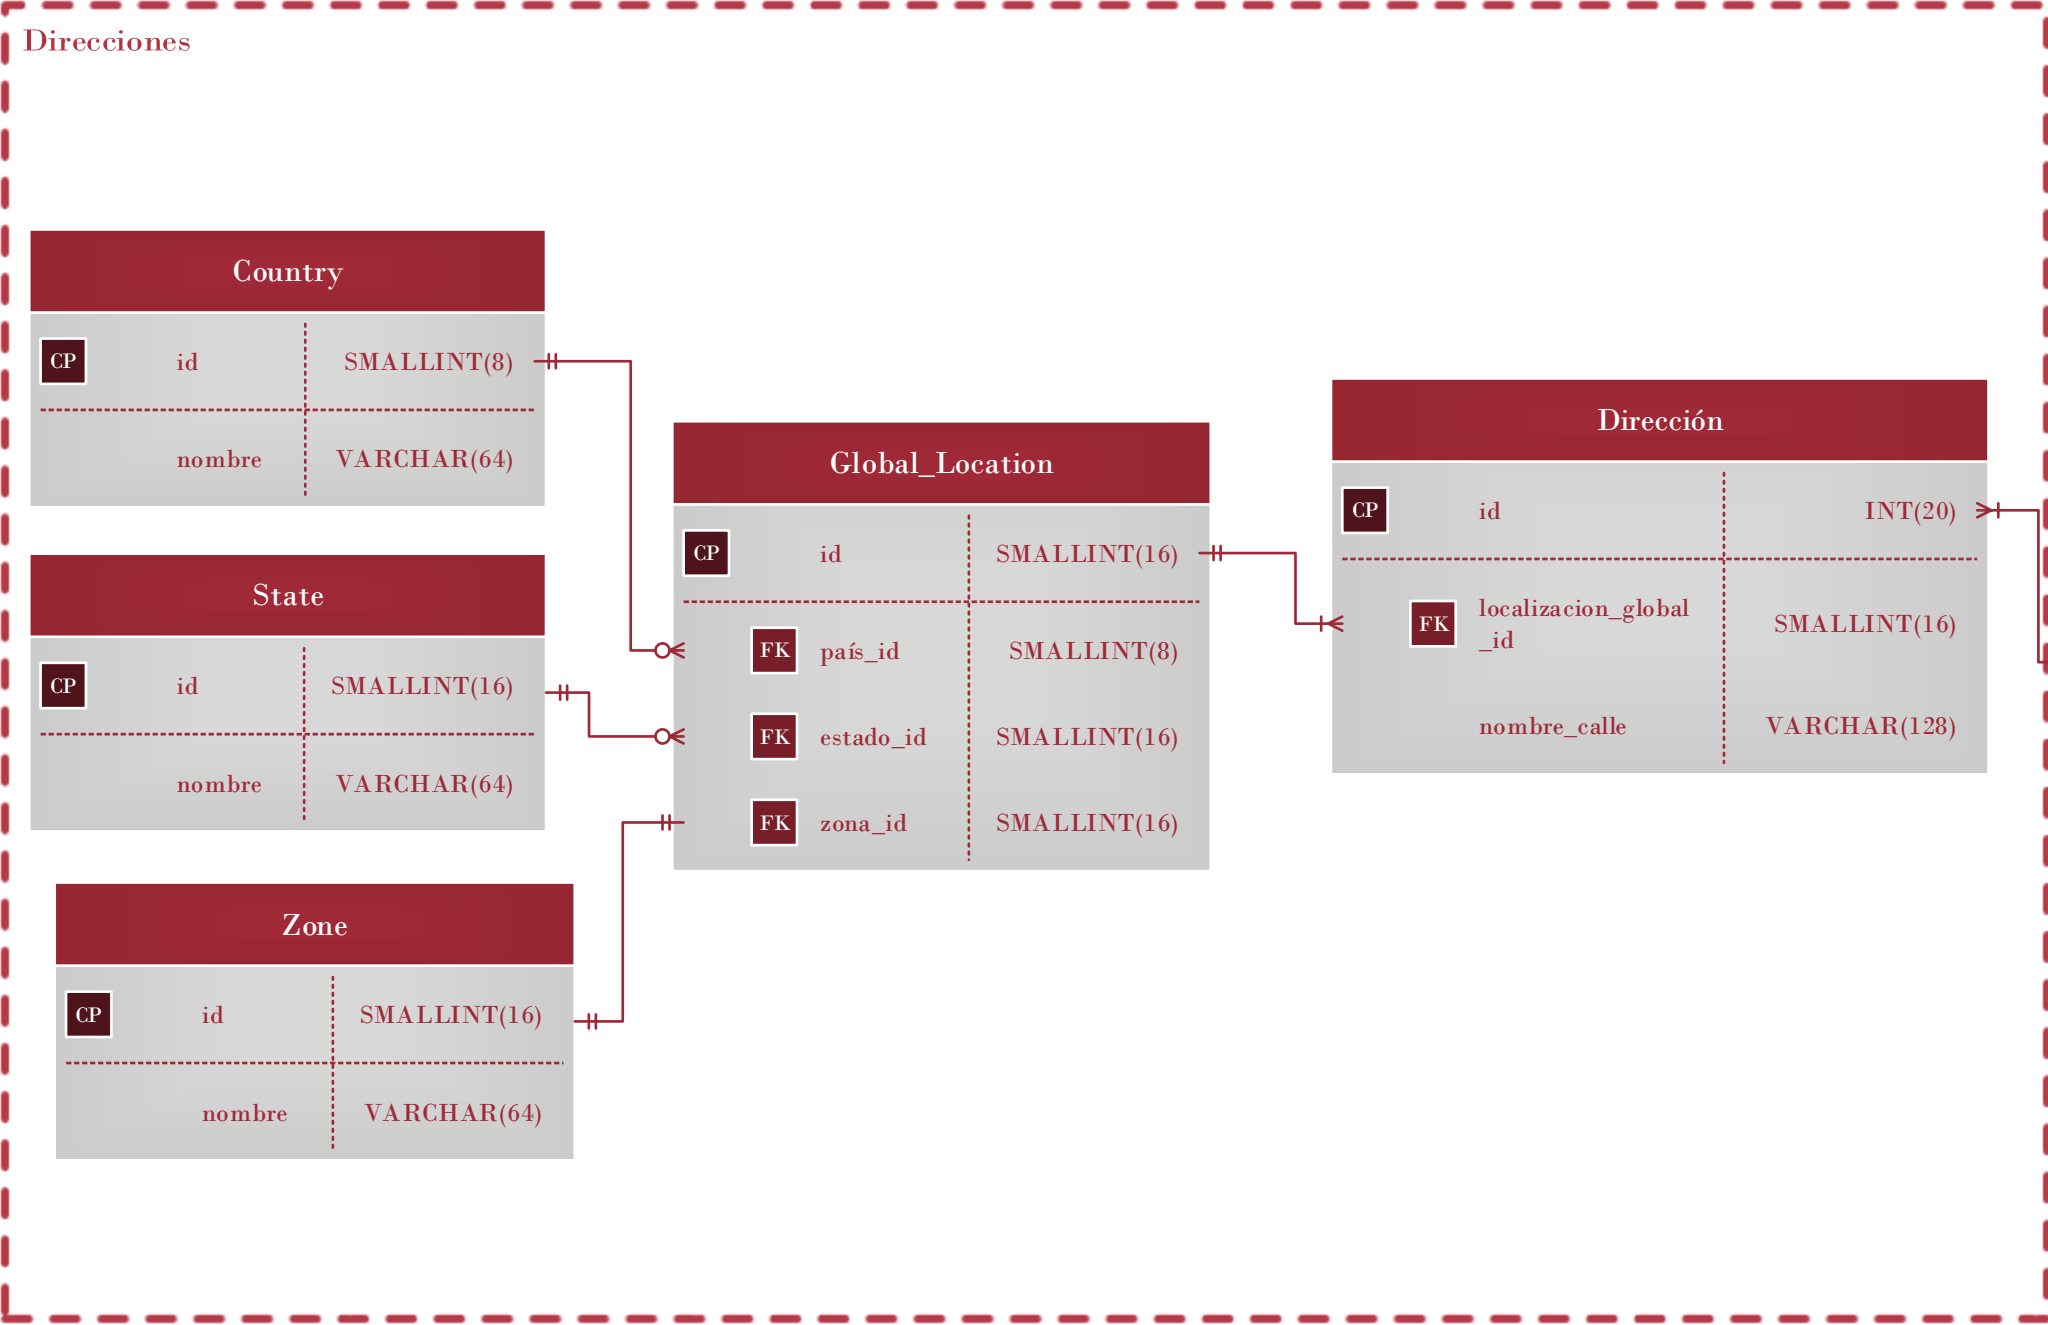 Direcciones
Country
CP id SMALLINT(8)
nombre VARCHAR(64)
State
CP id SMALLINT(16)
nombre VARCHAR(64)
Zone
CP id SMALLINT(16)
nombre VARCHAR(64)
Global_Location
CP id SMALLINT(16)
FK país_id SMALLINT(8)
FK estado_id SMALLINT(16)
FK zona_id SMALLINT(16)
Dirección
CP id INT(20)
FK localizacion_global
_id SMALLINT(16)
nombre_calle VARCHAR(128)